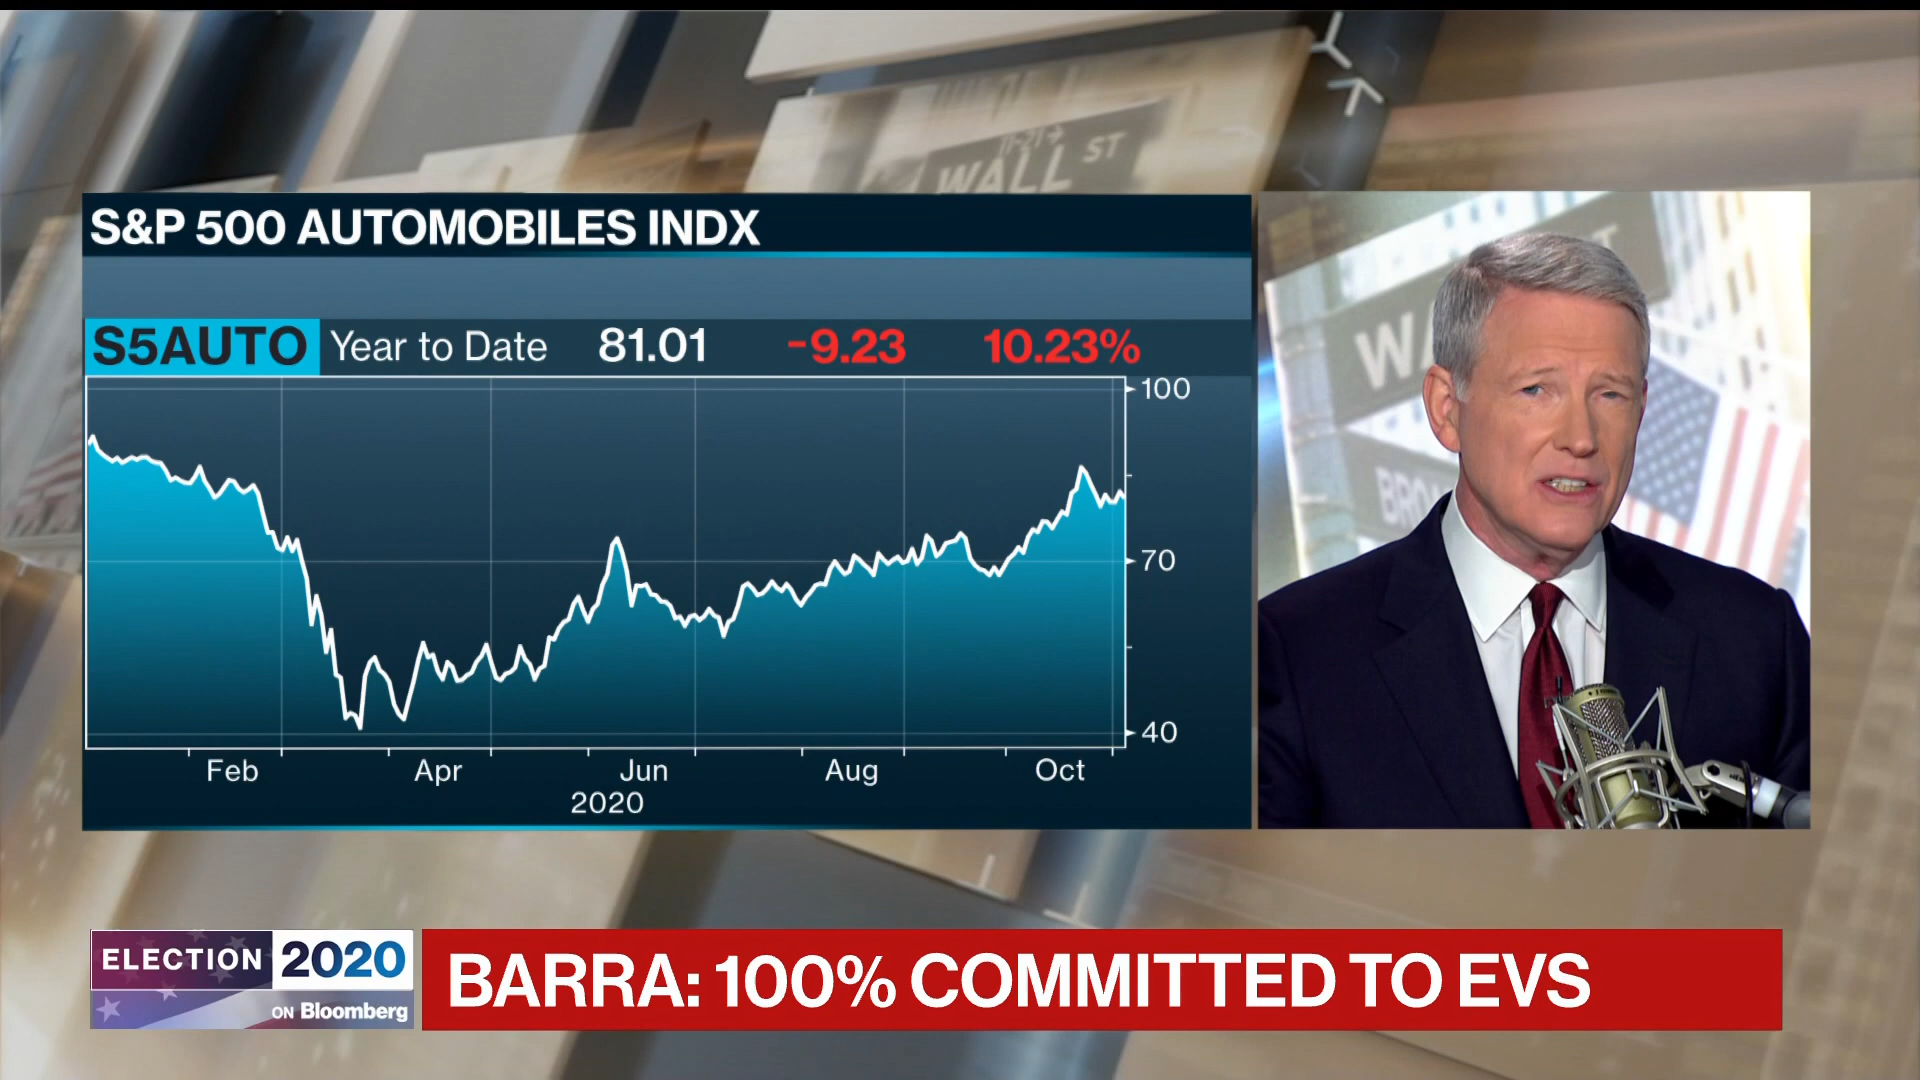 WALL ST
S&P 500 AUTOMOBILES INDX
S5AUTO Year to Date 81.01 -9.23 10.23%
100
70
40
Feb Apr Jun Aug Oct
2020
ELECTION 2020
ON Bloomberg
BARRA: 100% COMMITTED TO EVS